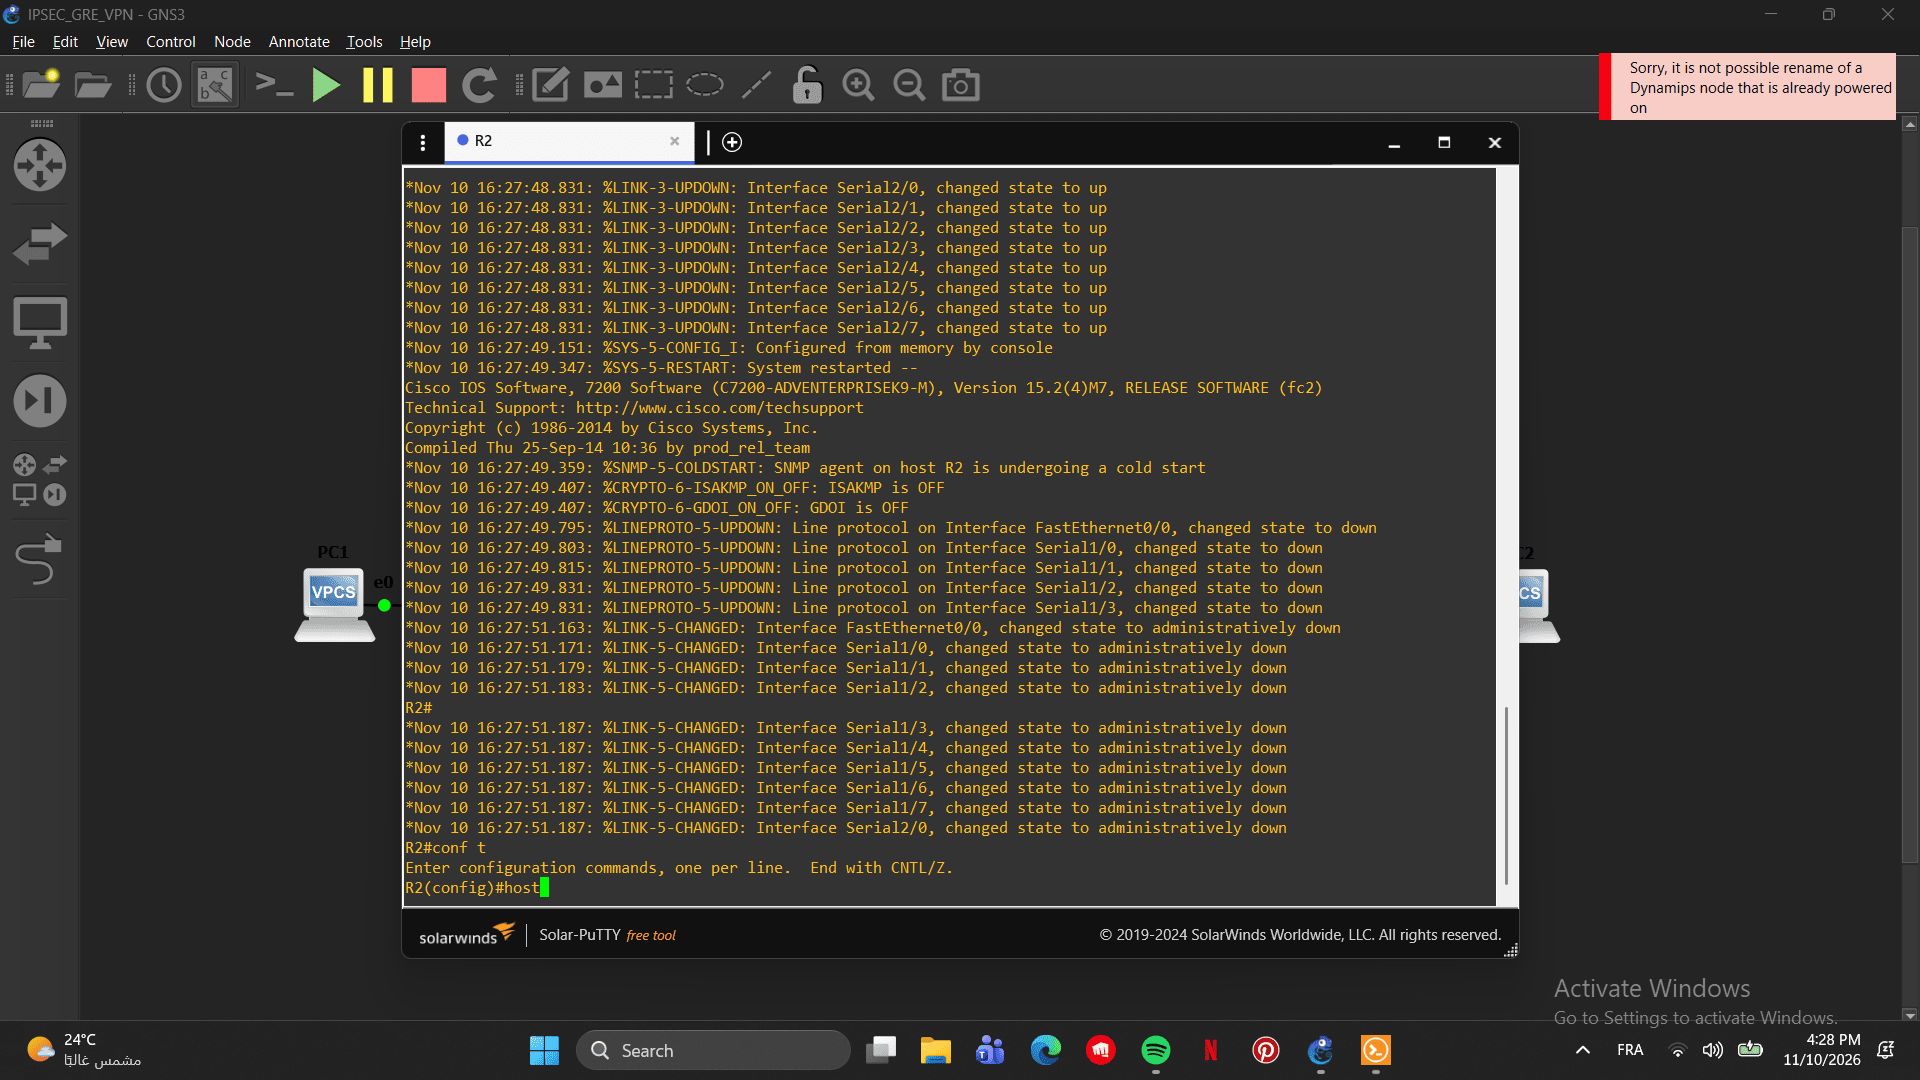 IPSEC_GRE_VPN - GNS3
File Edit View Control Node Annotate Tools Help
Sorry, it is not possible rename of a
Dynamips node that is already powered
on
R2
*Nov 10 16:27:48.831: %LINK-3-UPDOWN: Interface Serial2/0, changed state to up
*Nov 10 16:27:48.831: %LINK-3-UPDOWN: Interface Serial2/1, changed state to up
*Nov 10 16:27:48.831: %LINK-3-UPDOWN: Interface Serial2/2, changed state to up
*Nov 10 16:27:48.831: %LINK-3-UPDOWN: Interface Serial2/3, changed state to up
*Nov 10 16:27:48.831: %LINK-3-UPDOWN: Interface Serial2/4, changed state to up
*Nov 10 16:27:48.831: %LINK-3-UPDOWN: Interface Serial2/5, changed state to up
*Nov 10 16:27:48.831: %LINK-3-UPDOWN: Interface Serial2/6, changed state to up
*Nov 10 16:27:48.831: %LINK-3-UPDOWN: Interface Serial2/7, changed state to up
*Nov 10 16:27:49.151: %SYS-5-CONFIG_I: Configured from memory by console
*Nov 10 16:27:49.347: %SYS-5-RESTART: System restarted --
Cisco IOS Software, 7200 Software (C7200-ADVENTERPRISEK9-M), Version 15.2(4)M7, RELEASE SOFTWARE (fc2)
Technical Support: http://www.cisco.com/techsupport
Copyright (c) 1986-2014 by Cisco Systems, Inc.
Compiled Thu 25-Sep-14 10:36 by prod_rel_team
*Nov 10 16:27:49.359: %SNMP-5-COLDSTART: SNMP agent on host R2 is undergoing a cold start
*Nov 10 16:27:49.407: %CRYPTO-6-ISAKMP_ON_OFF: ISAKMP is OFF
*Nov 10 16:27:49.407: %CRYPTO-6-GDOI_ON_OFF: GDOI is OFF
*Nov 10 16:27:49.795: %LINEPROTO-5-UPDOWN: Line protocol on Interface FastEthernet0/0, changed state to down
*Nov 10 16:27:49.803: %LINEPROTO-5-UPDOWN: Line protocol on Interface Serial1/0, changed state to down
*Nov 10 16:27:49.815: %LINEPROTO-5-UPDOWN: Line protocol on Interface Serial1/1, changed state to down
*Nov 10 16:27:49.831: %LINEPROTO-5-UPDOWN: Line protocol on Interface Serial1/2, changed state to down
*Nov 10 16:27:49.831: %LINEPROTO-5-UPDOWN: Line protocol on Interface Serial1/3, changed state to down
*Nov 10 16:27:51.163: %LINK-5-CHANGED: Interface FastEthernet0/0, changed state to administratively down
*Nov 10 16:27:51.171: %LINK-5-CHANGED: Interface Serial1/0, changed state to administratively down
*Nov 10 16:27:51.179: %LINK-5-CHANGED: Interface Serial1/1, changed state to administratively down
*Nov 10 16:27:51.183: %LINK-5-CHANGED: Interface Serial1/2, changed state to administratively down
R2#
*Nov 10 16:27:51.187: %LINK-5-CHANGED: Interface Serial1/3, changed state to administratively down
*Nov 10 16:27:51.187: %LINK-5-CHANGED: Interface Serial1/4, changed state to administratively down
*Nov 10 16:27:51.187: %LINK-5-CHANGED: Interface Serial1/5, changed state to administratively down
*Nov 10 16:27:51.187: %LINK-5-CHANGED: Interface Serial1/6, changed state to administratively down
*Nov 10 16:27:51.187: %LINK-5-CHANGED: Interface Serial1/7, changed state to administratively down
*Nov 10 16:27:51.187: %LINK-5-CHANGED: Interface Serial2/0, changed state to administratively down
R2#conf t
Enter configuration commands, one per line.  End with CNTL/Z.
R2(config)#host
PC1
e0
VPCS
C2
CS
solarwinds Solar-PuTTY free tool
© 2019-2024 SolarWinds Worldwide, LLC. All rights reserved.
Activate Windows
Go to Settings to activate Windows.
24°C
مشمس غالبًا
Search
FRA
4:28 PM
11/10/2026